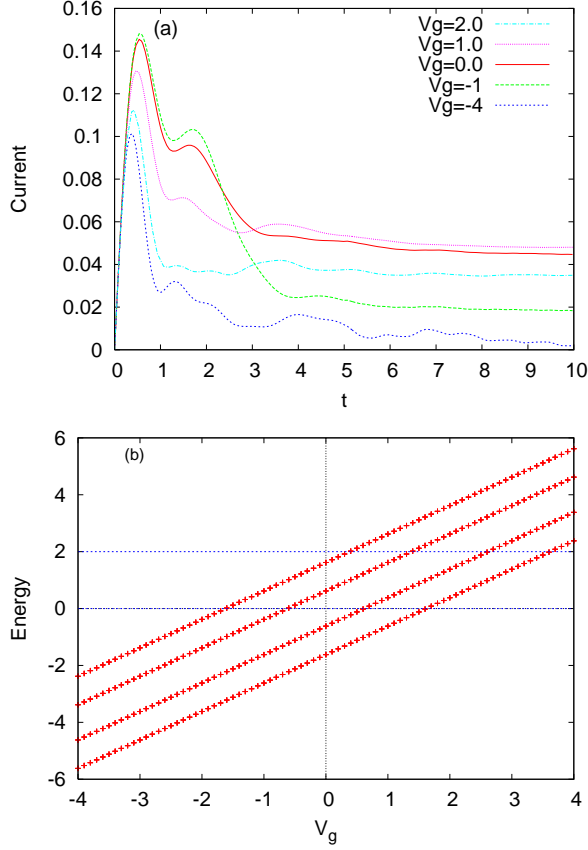 (a)
Vg=2.0
Vg=1.0
Vg=0.0
Vg=-1
Vg=-4
0.16
0.14
0.12
0.1
0.08
0.06
0.04
0.02
0
Current
0 1 2 3 4 5 6 7 8 9 10
t
(b)
6
4
2
0
-2
-4
-6
Energy
-4 -3 -2 -1 0 1 2 3 4
V_g